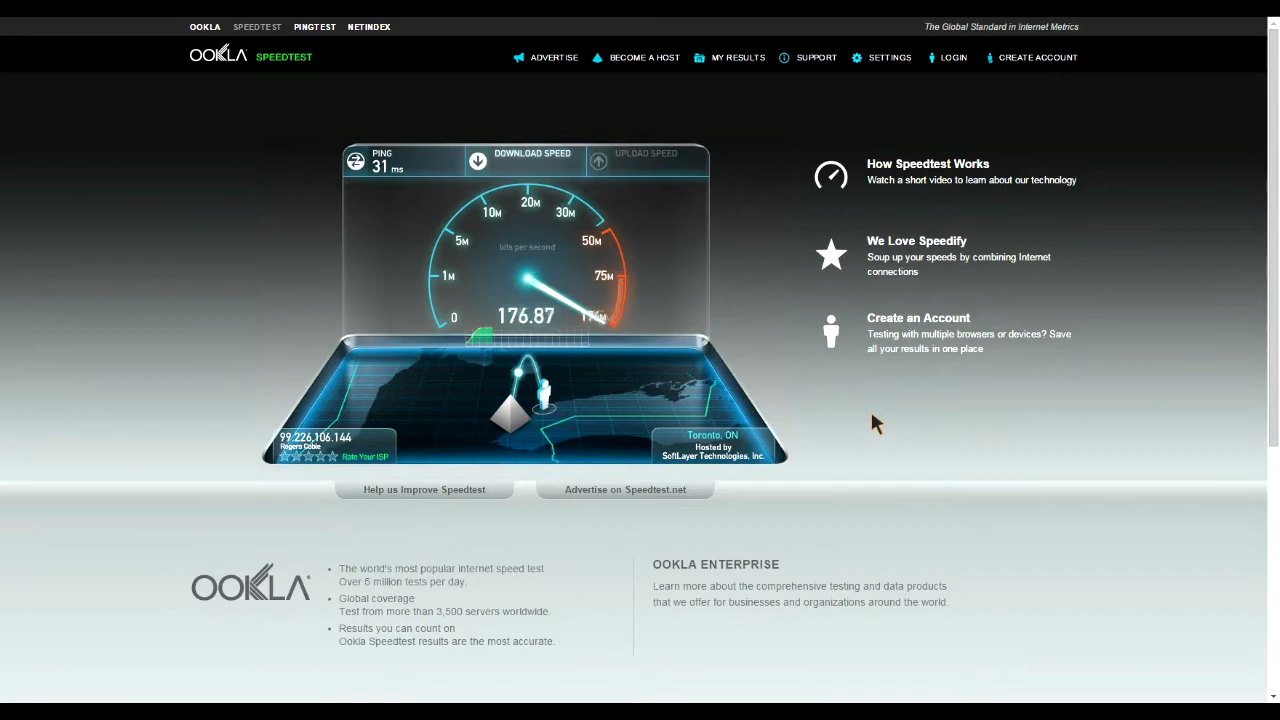 OOKLA SPEEDTEST PINGTEST NETINDEX
The Global Standard in Internet Metrics
OOKLA SPEEDTEST
ADVERTISE BECOME A HOST MY RESULTS SUPPORT SETTINGS LOGIN CREATE ACCOUNT
PING
31 ms
DOWNLOAD SPEED
UPLOAD SPEED
20M
10M
30M
5M
50M
bits per second
1M
75M
0
176.87
99.226.106.144
Rogers Cable
Rate Your ISP
Toronto, ON
Hosted by
SoftLayer Technologies, Inc.
How Speedtest Works
Watch a short video to learn about our technology
We Love Speedify
Soup up your speeds by combining Internet
connections
Create an Account
Testing with multiple browsers or devices? Save
all your results in one place
Help us Improve Speedtest
Advertise on Speedtest.net
OOKLA
The world's most popular internet speed test
Over 5 million tests per day.
Global coverage
Test from more than 3,500 servers worldwide.
Results you can count on
Ookla Speedtest results are the most accurate.
OOKLA ENTERPRISE
Learn more about the comprehensive testing and data products
that we offer for businesses and organizations around the world.